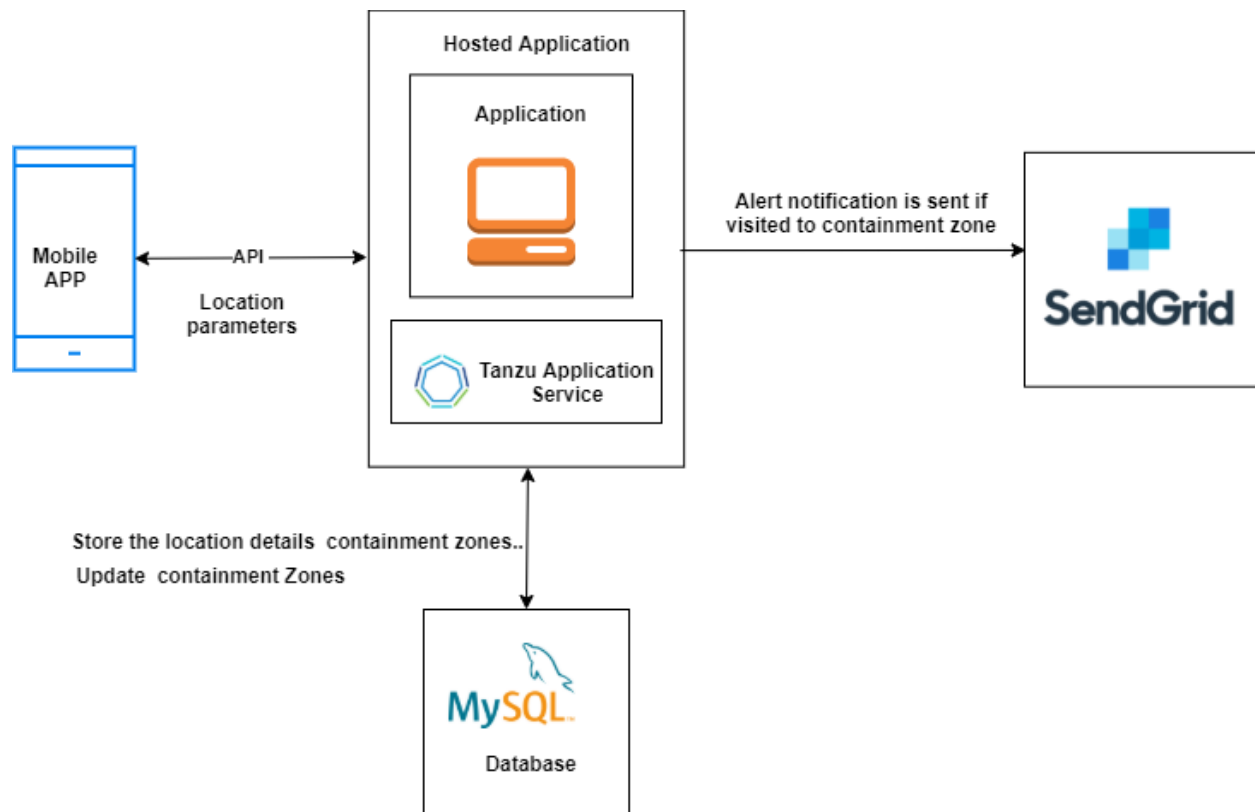 Hosted Application
Application
Mobile
APP
API
Location
parameters
Tanzu Application
Service
Alert notification is sent if
visited to containment zone
SendGrid
Store the location details  containment zones..
Update  containment Zones
MySQL
Database